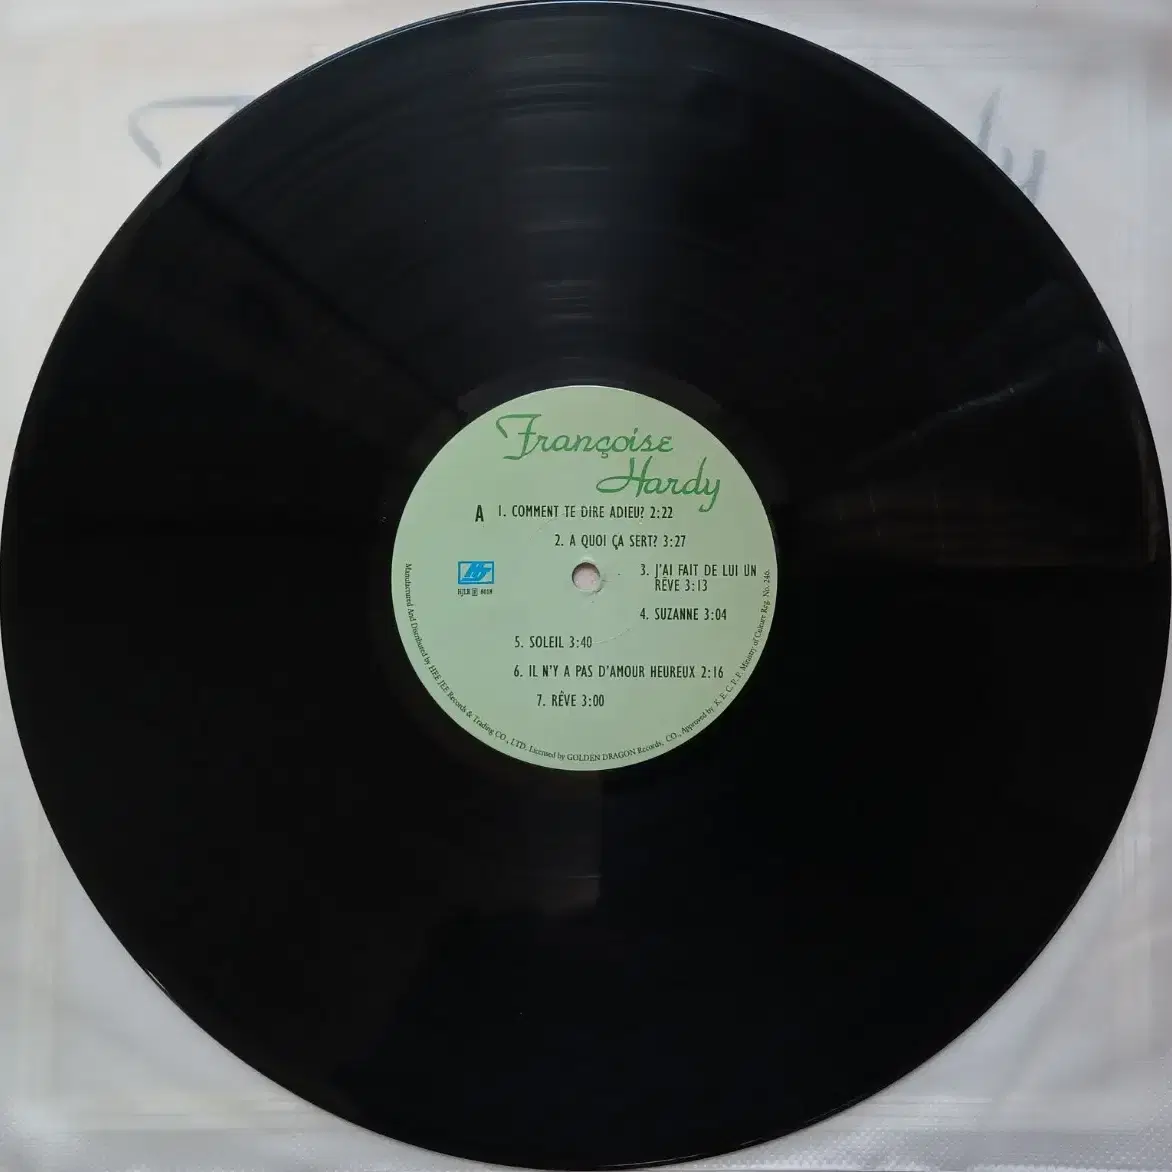 Françoise
Hardy
A 1. COMMENT TE DIRE ADIEU? 2:22
2. A QUOI ÇA SERT? 3:27
3. J'AI FAIT DE LUI UN
RÊVE 3:13
4. SUZANNE 3:04
5. SOLEIL 3:40
6. IL N'Y A PAS D'AMOUR HEUREUX 2:16
7. RÊVE 3:00
Manufactured And Distributed by HEE JEE Records & Trading CO., LTD. Licensed by GOLDEN DRAGON Records, CO., Approved by K. E. C. P. P. Ministry of Culture Reg. No. 246.